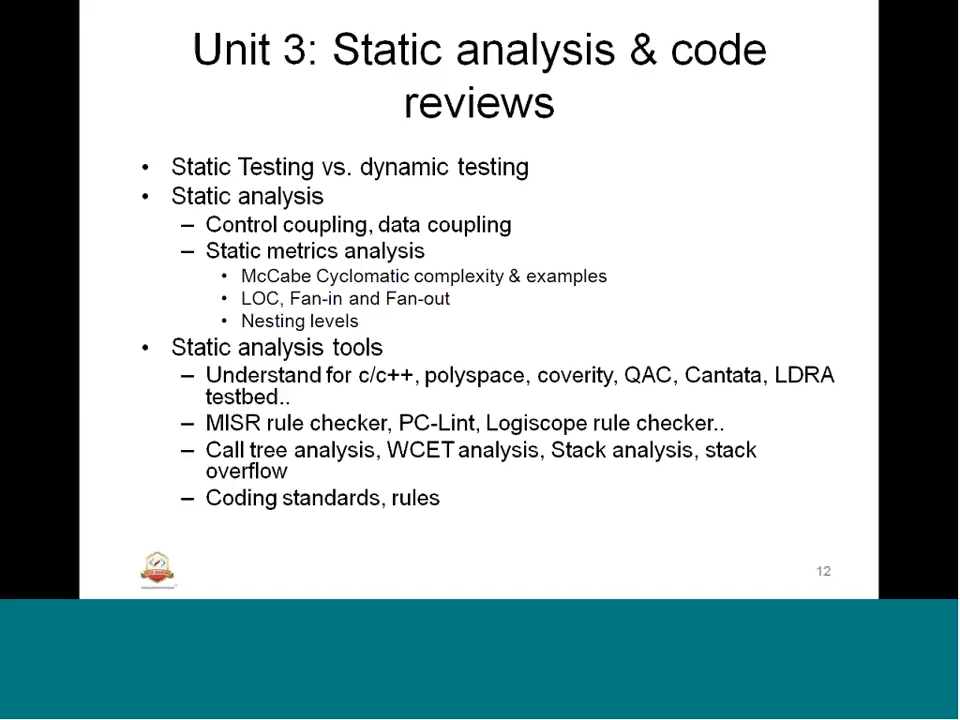 Unit 3: Static analysis & code
reviews
• Static Testing vs. dynamic testing
• Static analysis
– Control coupling, data coupling
– Static metrics analysis
• McCabe Cyclomatic complexity & examples
• LOC, Fan-in and Fan-out
• Nesting levels
• Static analysis tools
– Understand for c/c++, polyspace, coverity, QAC, Cantata, LDRA
testbed..
– MISR rule checker, PC-Lint, Logiscope rule checker..
– Call tree analysis, WCET analysis, Stack analysis, stack
overflow
– Coding standards, rules
12